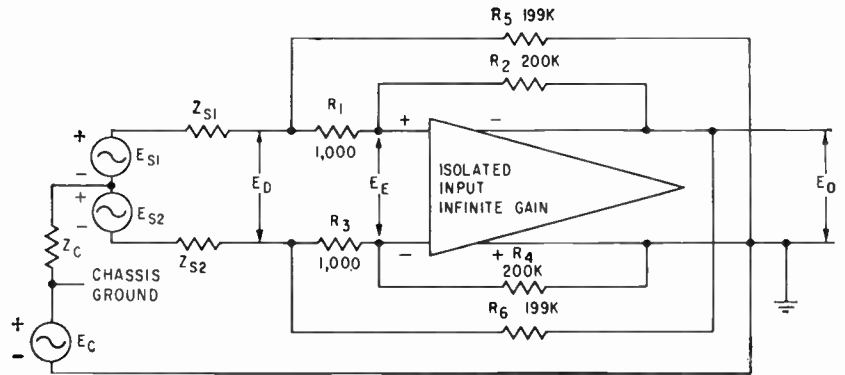 R5 199K
R2 200K
ZS1
R1
1,000
+
-
+
-
ES1
+
-
ES2
ED
EE
ISOLATED
INPUT
INFINITE GAIN
EO
ZC
ZS2
R3
1,000
-
+
R4
200K
R6 199K
CHASSIS
GROUND
+
-
EC